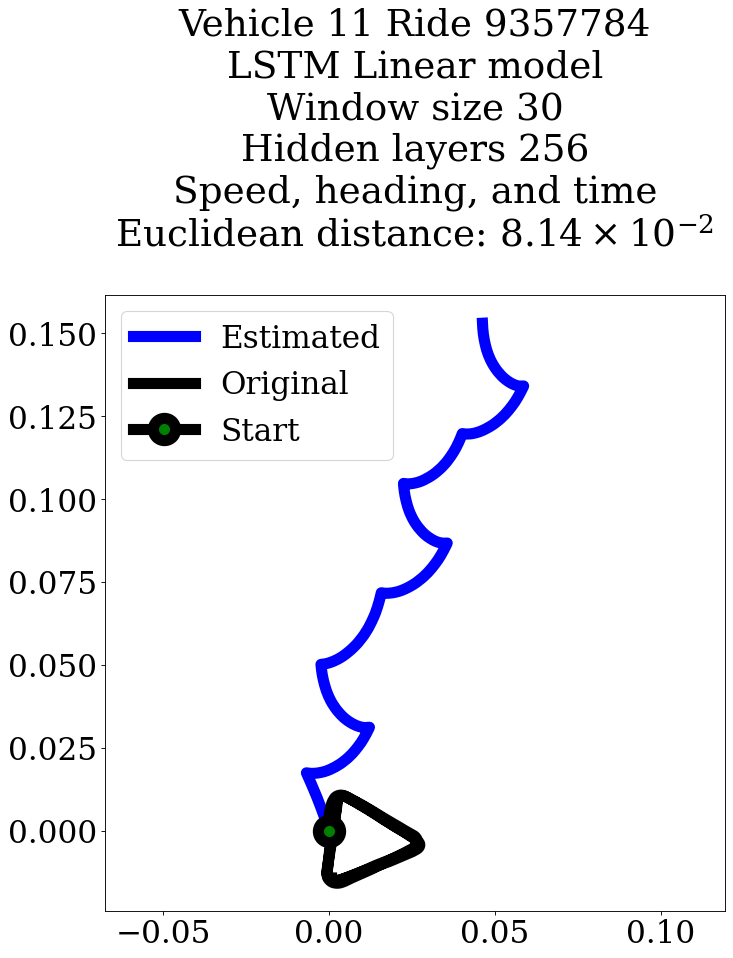 Vehicle 11 Ride 9357784
LSTM Linear model
Window size 30
Hidden layers 256
Speed, heading, and time
Euclidean distance: 8.14 × 10⁻²
Estimated
Original
Start
0.150
0.125
0.100
0.075
0.050
0.025
0.000
−0.05 0.00 0.05 0.10